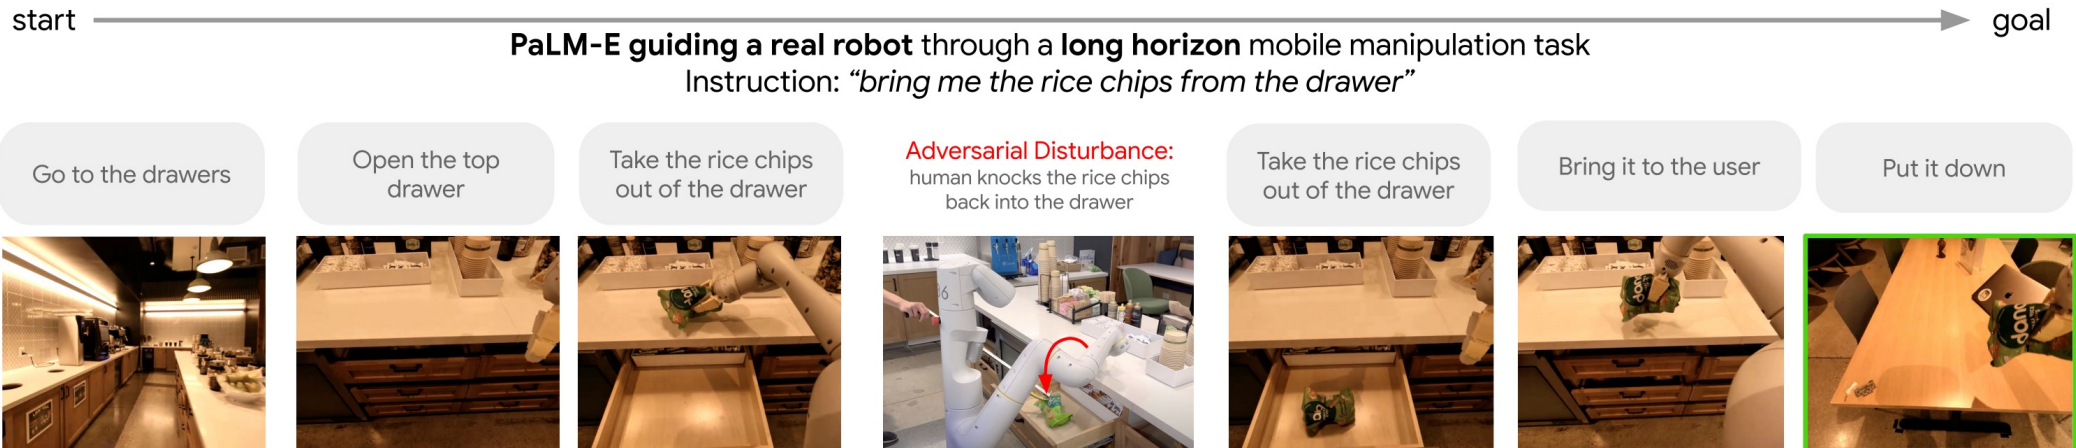 start
goal
PaLM-E guiding a real robot through a long horizon mobile manipulation task
Instruction: “bring me the rice chips from the drawer”
Go to the drawers
Open the top
drawer
Take the rice chips
out of the drawer
Adversarial Disturbance:
human knocks the rice chips
back into the drawer
Take the rice chips
out of the drawer
Bring it to the user
Put it down